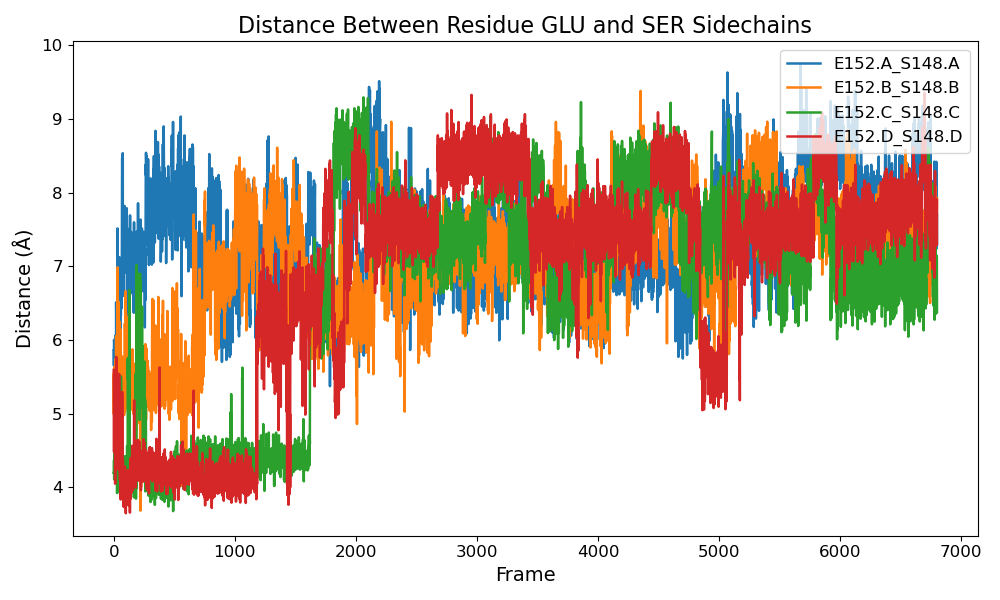 Distance Between Residue GLU and SER Sidechains
Distance (Å)
10
9
8
7
6
5
4
E152.A_S148.A
E152.B_S148.B
E152.C_S148.C
E152.D_S148.D
0 1000 2000 3000 4000 5000 6000 7000
Frame